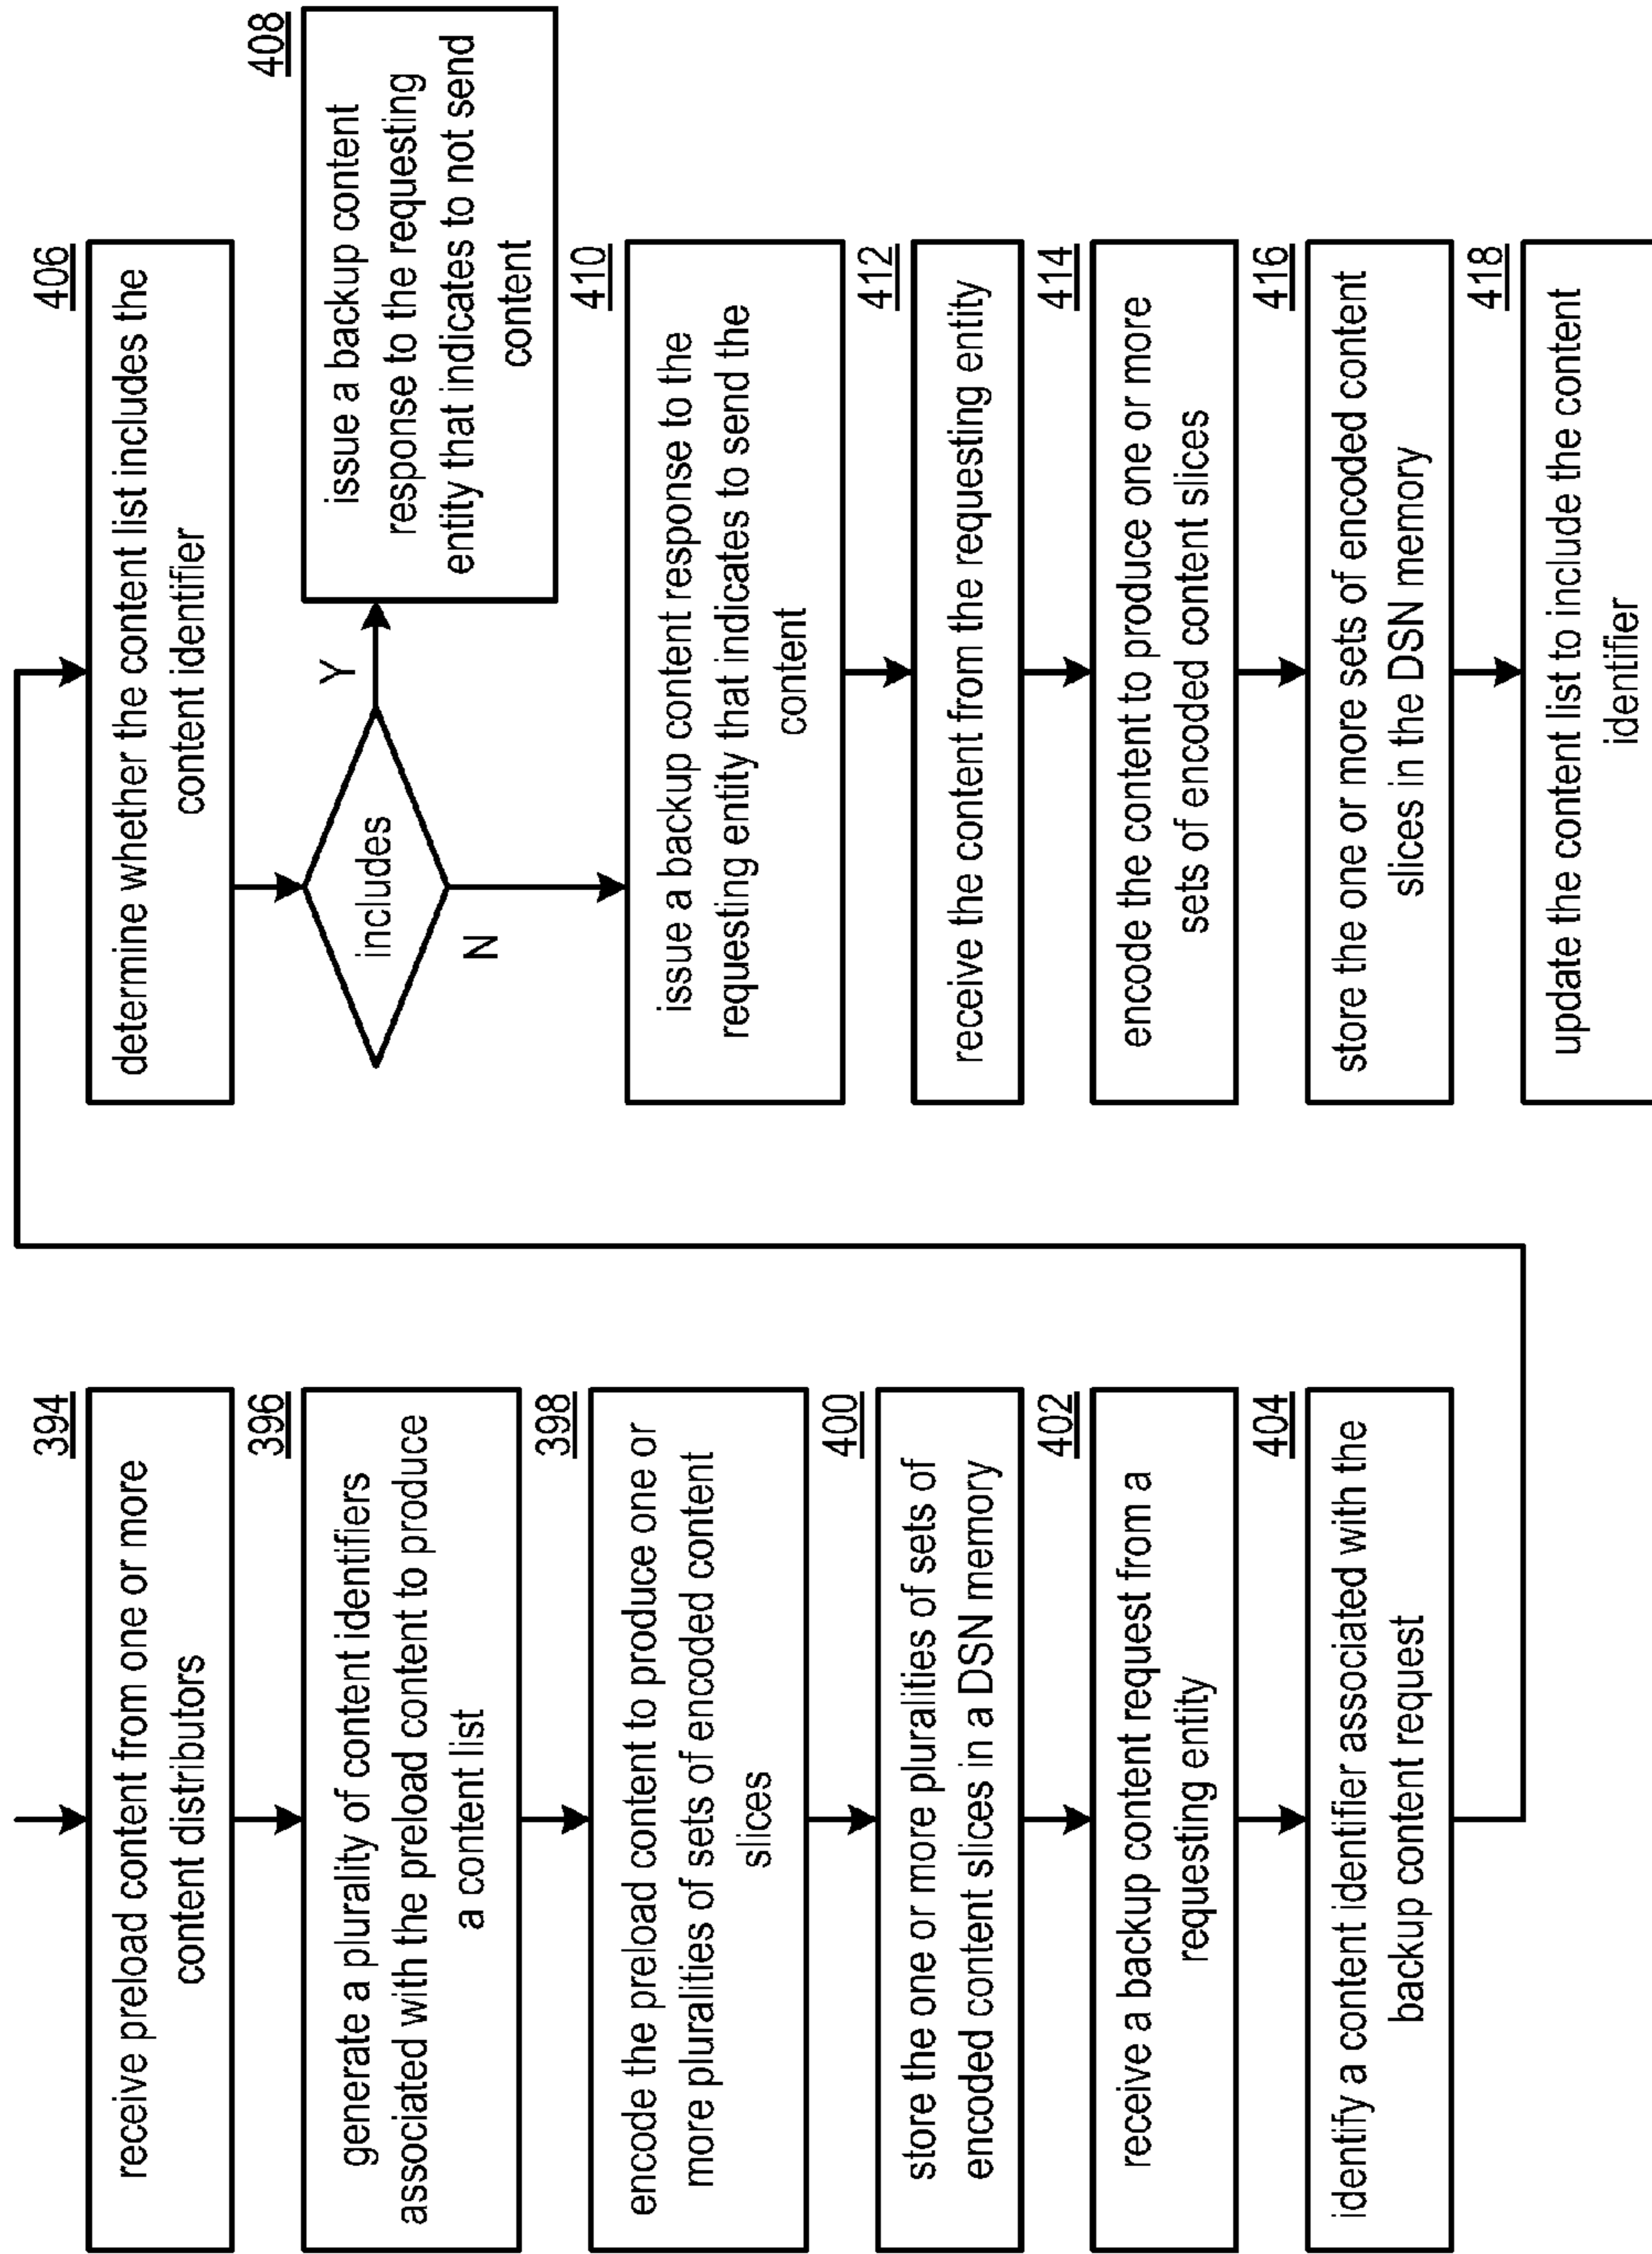 394
receive preload content from one or more
content distributors
396
generate a plurality of content identifiers
associated with the preload content to produce
a content list
398
encode the preload content to produce one or
more pluralities of sets of encoded content
slices
400
store the one or more pluralities of sets of
encoded content slices in a DSN memory
402
receive a backup content request from a
requesting entity
404
identify a content identifier associated with the
backup content request
406
determine whether the content list includes the
content identifier
includes
Y
N
408
issue a backup content
response to the requesting
entity that indicates to not send
content
410
issue a backup content response to the
requesting entity that indicates to send the
content
412
receive the content from the requesting entity
414
encode the content to produce one or more
sets of encoded content slices
416
store the one or more sets of encoded content
slices in the DSN memory
418
update the content list to include the content
identifier